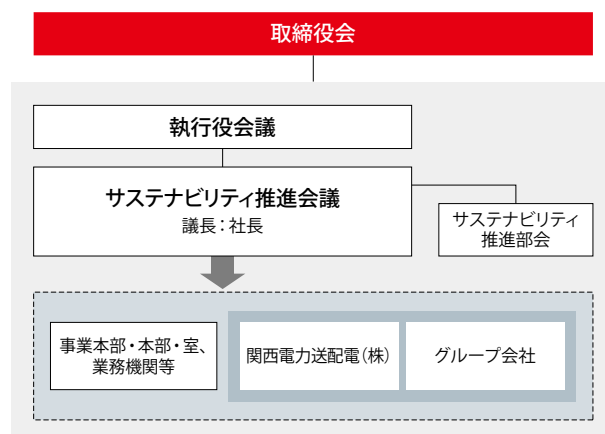 取締役会
執行役会議
サステナビリティ推進会議
議長：社長
サステナビリティ
推進部会
事業本部・本部・室、
業務機関等
関西電力送配電（株）
グループ会社